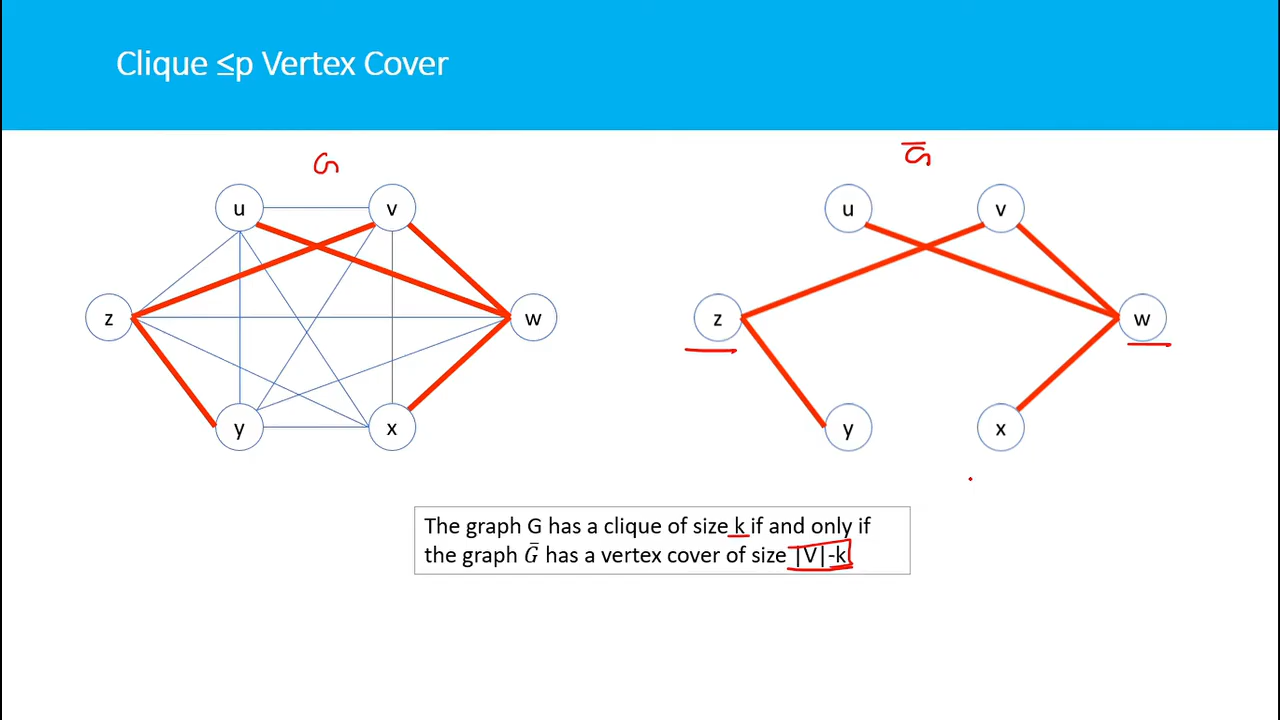 Clique ≤p Vertex Cover
G
G̅
u
v
z
w
y
x
u
v
z
w
y
x
The graph G has a clique of size k if and only if
the graph G̅ has a vertex cover of size |V|-k